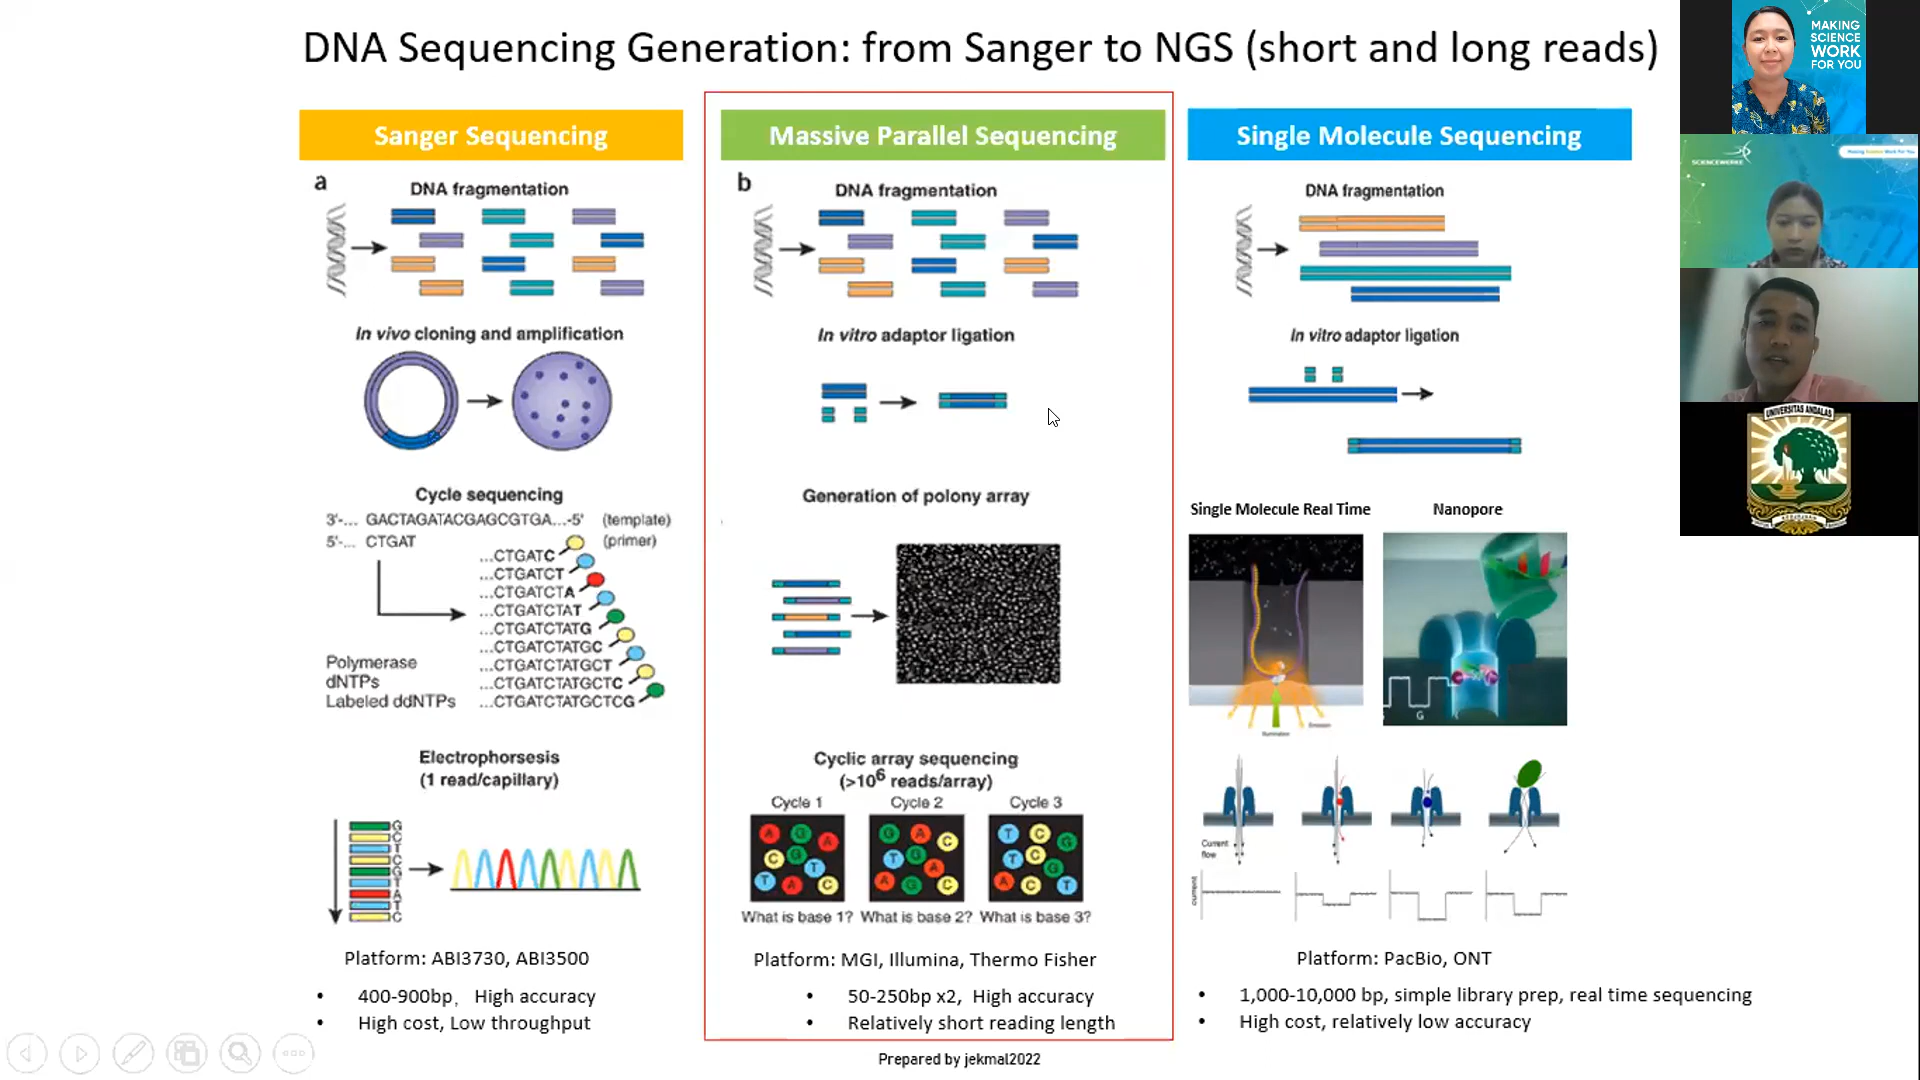 DNA Sequencing Generation: from Sanger to NGS (short and long reads)
Sanger Sequencing
a
DNA fragmentation
In vivo cloning and amplification
Cycle sequencing
3'-... GACTAGATACGAGCGTGA...-5' (template)
5'-... CTGAT (primer)
...CTGATC
...CTGATCT
...CTGATCTA
...CTGATCTAT
...CTGATCTATG
...CTGATCTATGC
...CTGATCTATGCT
...CTGATCTATGCTC
...CTGATCTATGCTCG
Polymerase
dNTPs
Labeled ddNTPs
Electrophorsesis
(1 read/capillary)
G
C
T
C
G
T
A
T
C
Platform: ABI3730, ABI3500
• 400-900bp, High accuracy
• High cost, Low throughput
Massive Parallel Sequencing
b
DNA fragmentation
In vitro adaptor ligation
Generation of polony array
Cyclic array sequencing
(>10⁶ reads/array)
Cycle 1 Cycle 2 Cycle 3
A G A
C G T
T A C
G A C
T G A
A G C
T C G
T C G
A C T
What is base 1? What is base 2? What is base 3?
Platform: MGI, Illumina, Thermo Fisher
• 50-250bp x2, High accuracy
• Relatively short reading length
Single Molecule Sequencing
DNA fragmentation
In vitro adaptor ligation
Single Molecule Real Time
Nanopore
Illumination
Emission
G
Current
flow
current
Platform: PacBio, ONT
• 1,000-10,000 bp, simple library prep, real time sequencing
• High cost, relatively low accuracy
Prepared by jekmal2022
MAKING
SCIENCE
WORK
FOR YOU
SCIENCEWERKE
Making Science Work For You
UNIVERSITAS ANDALAS